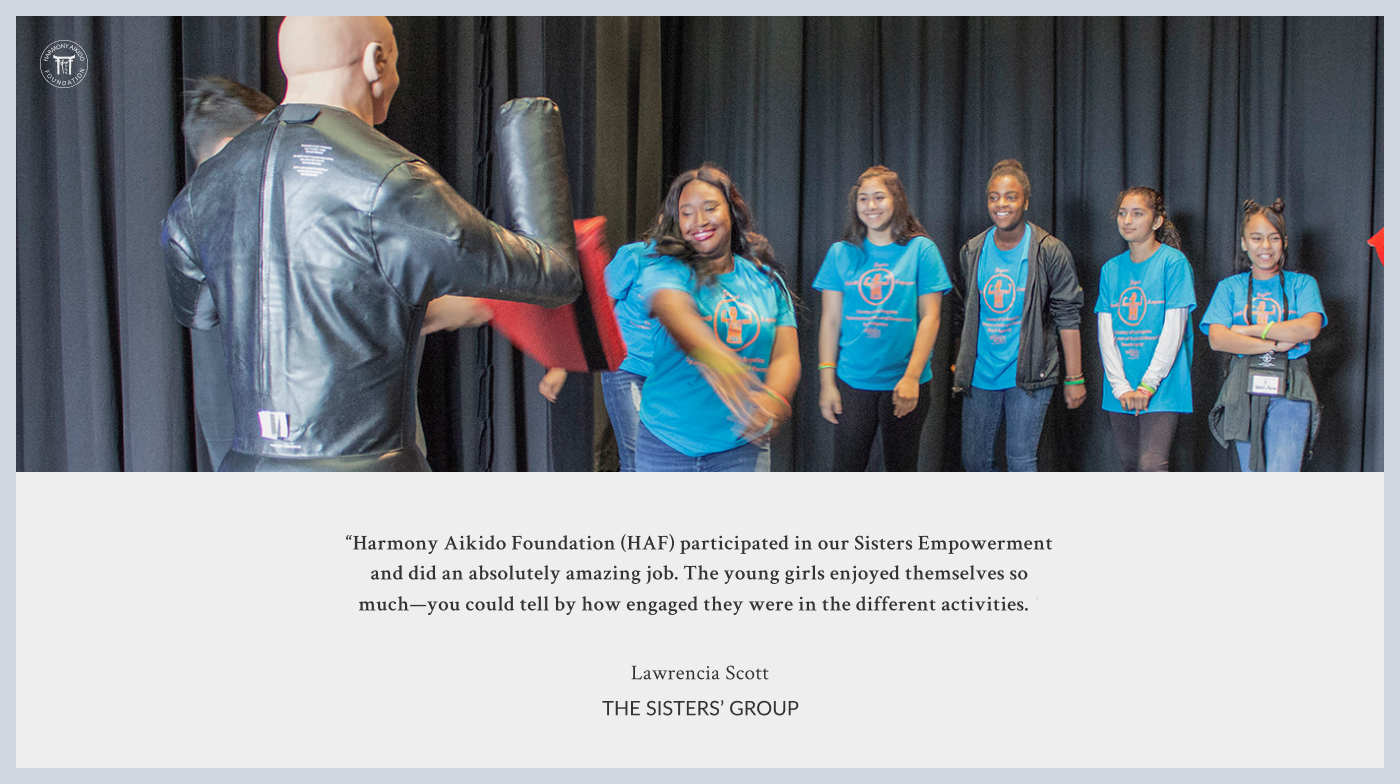 HARMONY AIKIDO
FOUNDATION
“Harmony Aikido Foundation (HAF) participated in our Sisters Empowerment
and did an absolutely amazing job. The young girls enjoyed themselves so
much—you could tell by how engaged they were in the different activities.
Lawrencia Scott
THE SISTERS’ GROUP